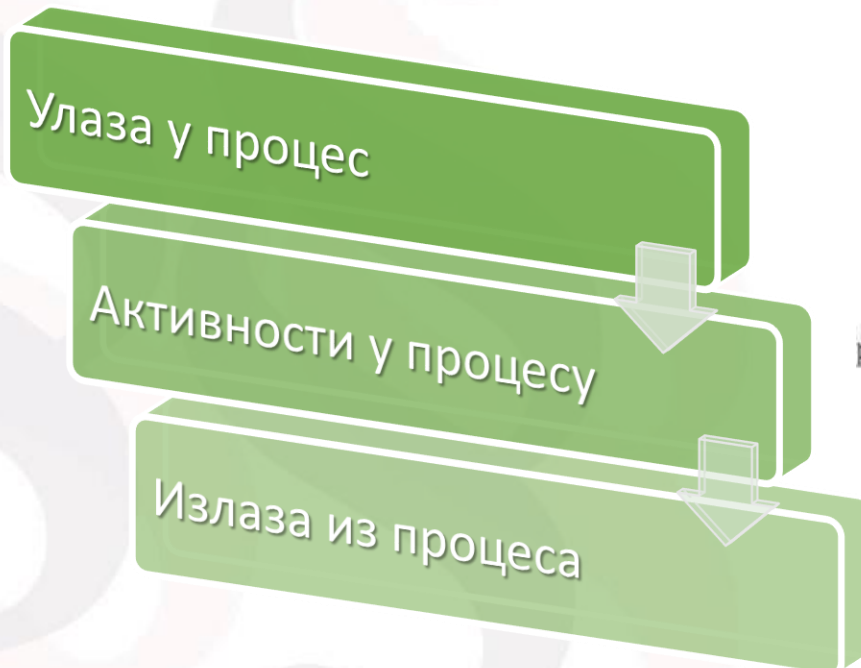 Улаза у процес
Активности у процесу
Излаза из процеса